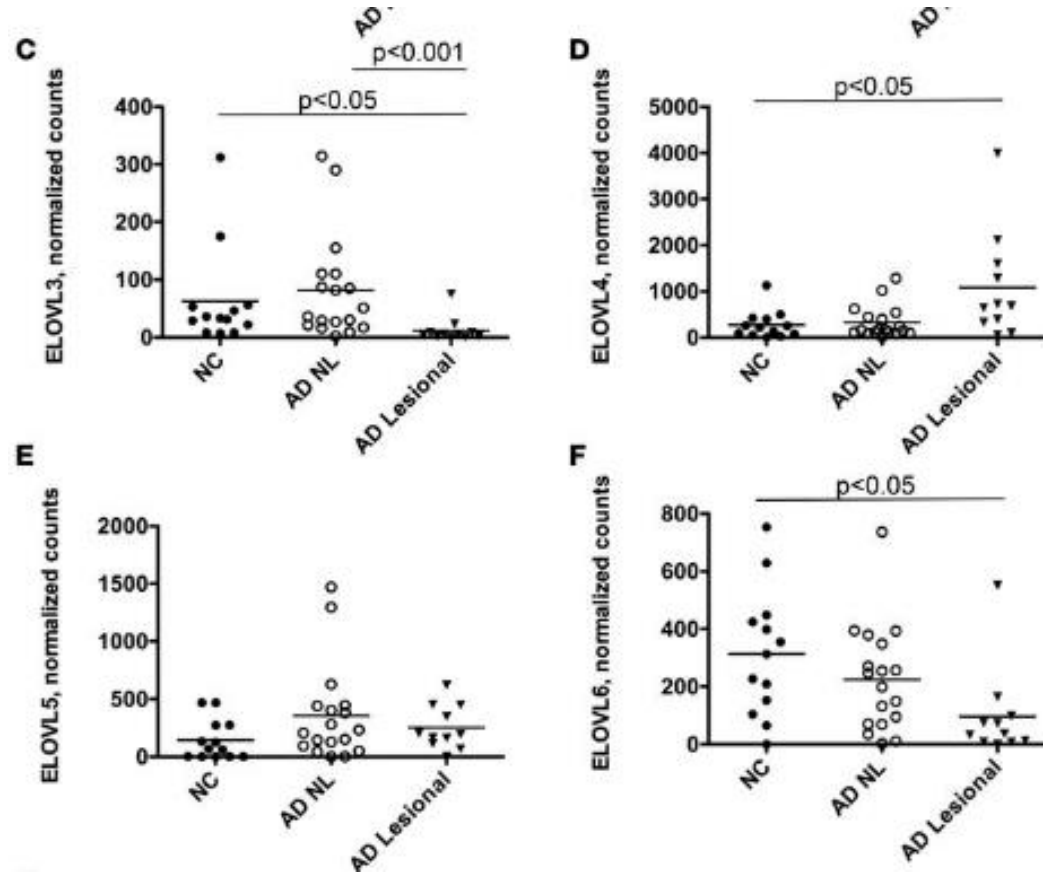 AD
AD
C
ELOVL3, normalized counts
p<0.001
p<0.05
400
300
200
100
0
NC
AD NL
AD Lesional
D
ELOVL4, normalized counts
p<0.05
5000
4000
3000
2000
1000
0
NC
AD NL
AD Lesional
E
ELOVL5, normalized counts
2000
1500
1000
500
0
NC
AD NL
AD Lesional
F
ELOVL6, normalized counts
p<0.05
800
600
400
200
0
NC
AD NL
AD Lesional